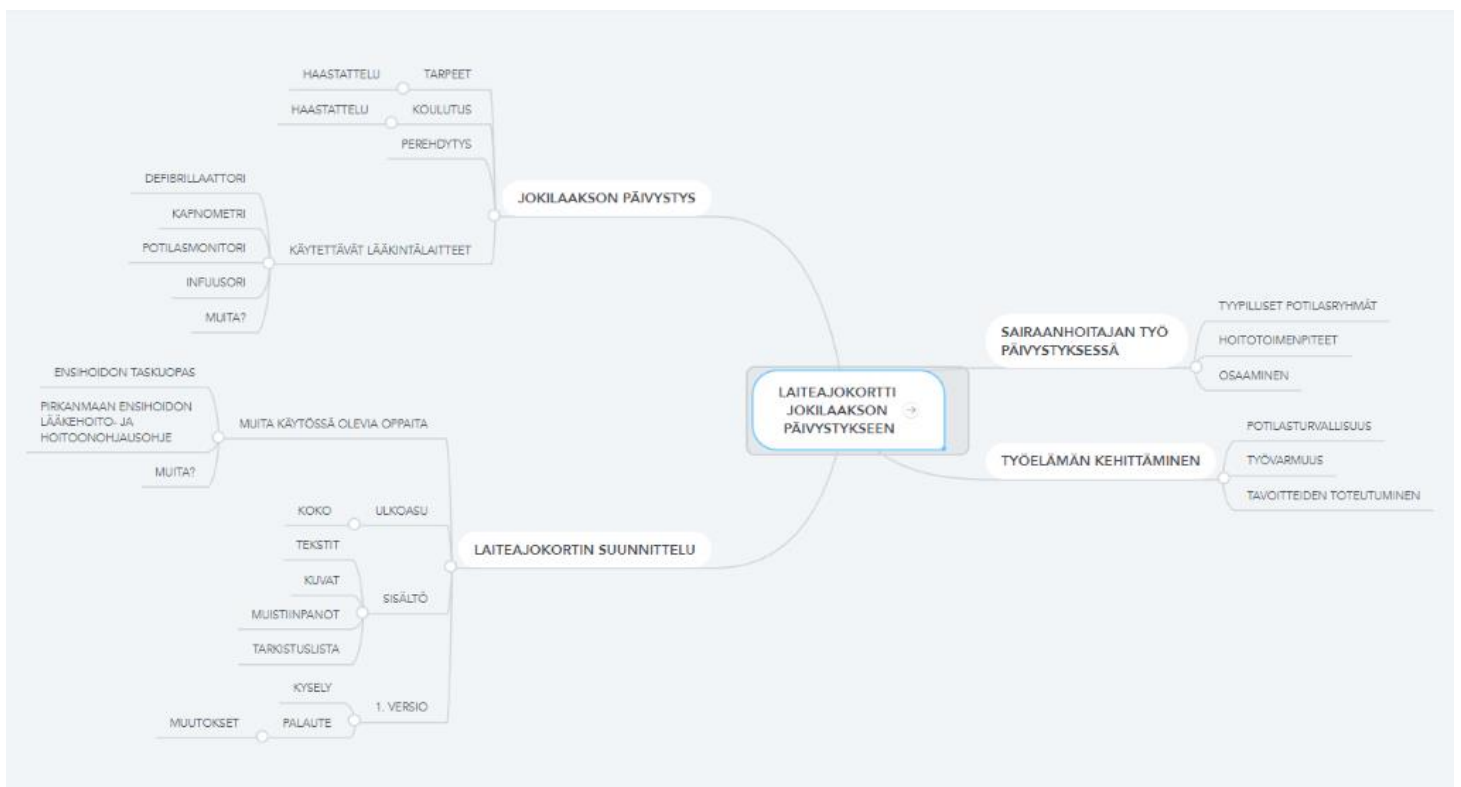 HAASTATTELU
TARPEET
HAASTATTELU
KOULUTUS
PEREHDYTYS
JOKILAAKSON PÄIVYSTYS
DEFIBRILLAATTORI
KAPNOMETRI
POTILASMONITORI
INFUUSORI
MUITA?
KÄYTETTÄVÄT LÄÄKINTÄLAITTEET
ENSIHOIDON TASKUOPAS
PIRKANMAAN ENSIHOIDON
LÄÄKEHOITO- JA
HOITOONOHJAUSOHJE
MUITA?
MUITA KÄYTÖSSÄ OLEVIA OPPAITA
KOKO
ULKOASU
TEKSTIT
KUVAT
MUISTIINPANOT
TARKISTUSLISTA
SISÄLTÖ
KYSELY
MUUTOKSET
PALAUTE
1. VERSIO
LAITEAJOKORTIN SUUNNITTELU
LAITEAJOKORTTI
JOKILAAKSON
PÄIVYSTYKSEEN
SAIRAANHOITAJAN TYÖ
PÄIVYSTYKSESSÄ
TYYPILLISET POTILASRYHMÄT
HOITOTOIMENPITEET
OSAAMINEN
TYÖELÄMÄN KEHITTÄMINEN
POTILASTURVALLISUUS
TYÖVARMUUS
TAVOITTEIDEN TOTEUTUMINEN